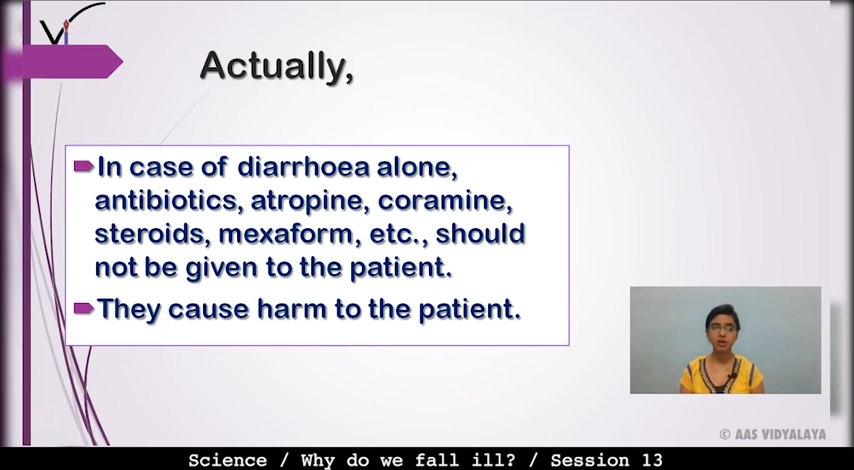 Vi
Actually,
In case of diarrhoea alone,
antibiotics, atropine, coramine,
steroids, mexaform, etc., should
not be given to the patient.
They cause harm to the patient.
© AAS VIDYALAYA
Science / Why do we fall ill? / Session 13